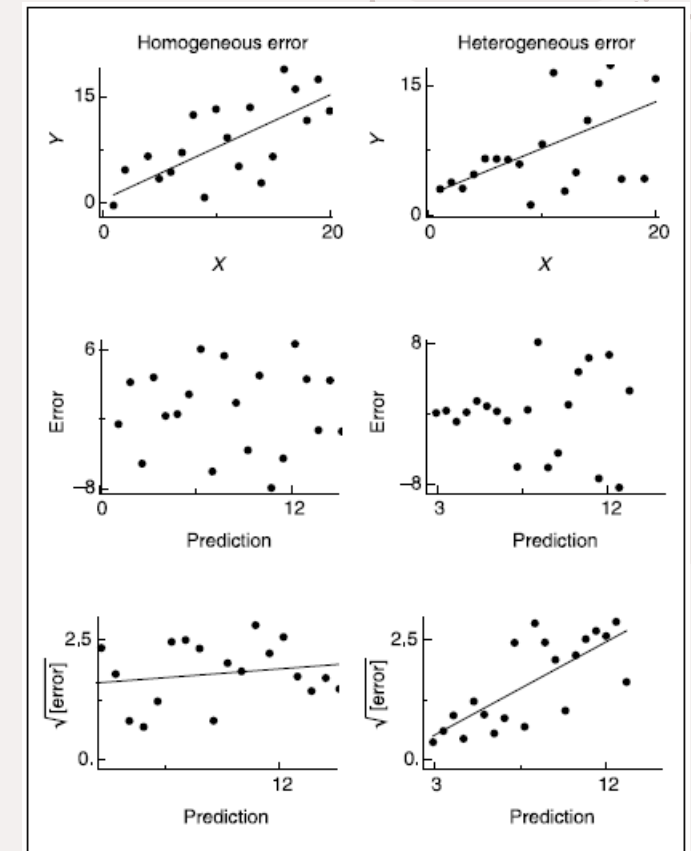 Homogeneous error
Heterogeneous error
15
Y
0
0
20
X
15
Y
0
0
20
X
6
Error
−8
0
12
Prediction
8
Error
−8
3
12
Prediction
2,5
√[error]
0.
12
Prediction
2,5
√[error]
0.
3
12
Prediction